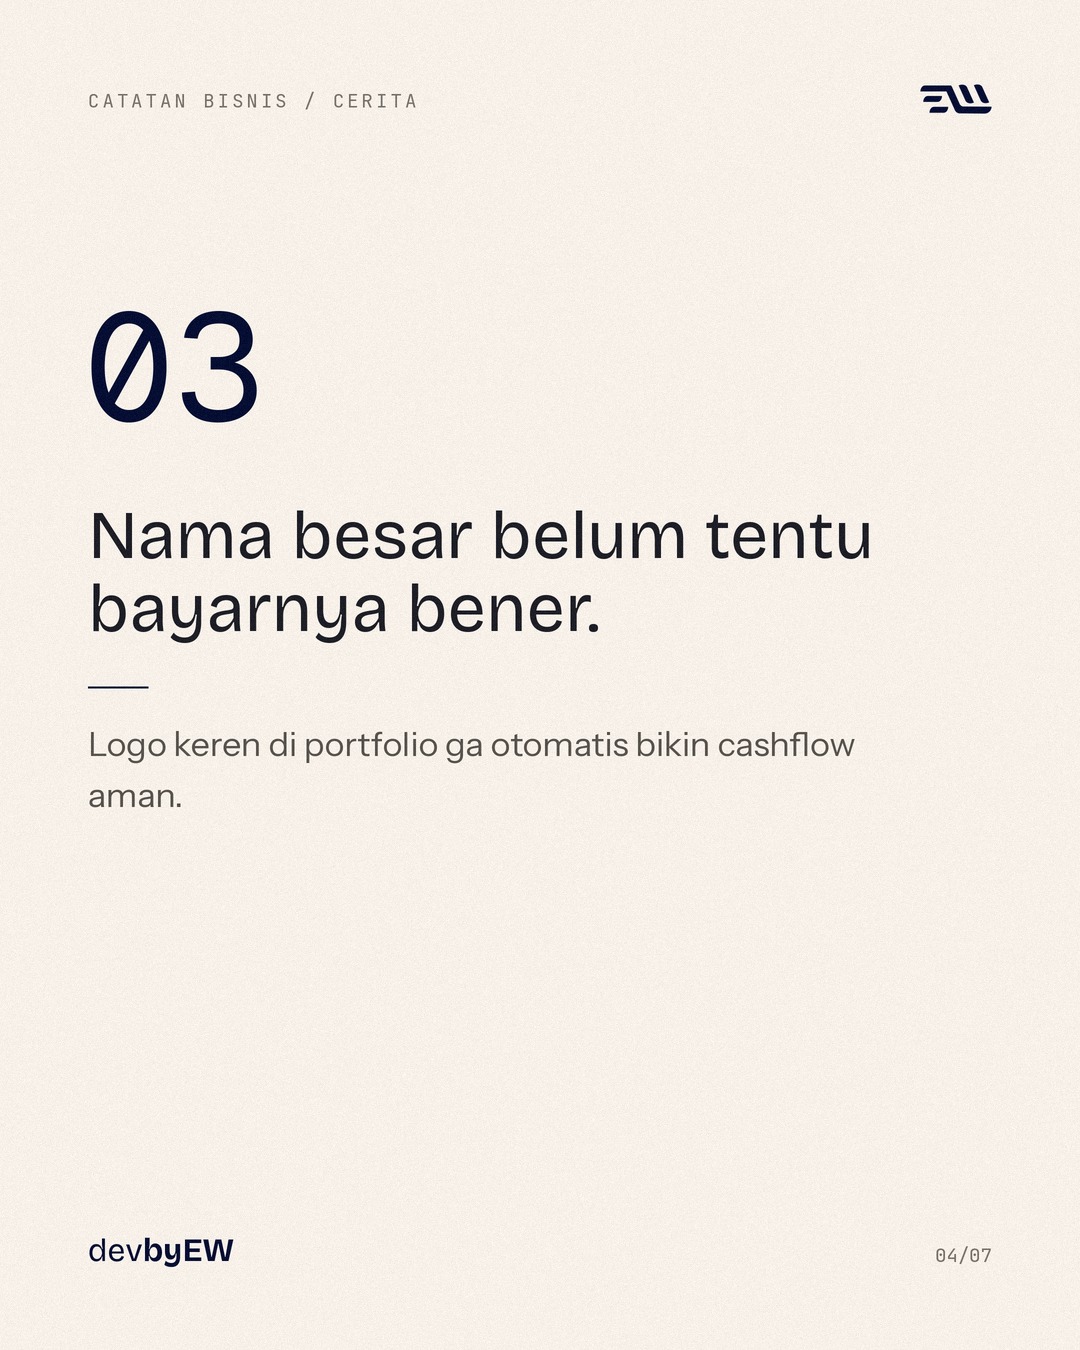 CATATAN BISNIS / CERITA
EW
03
Nama besar belum tentu
bayarnya bener.
Logo keren di portfolio ga otomatis bikin cashflow
aman.
devbyEW
04/07